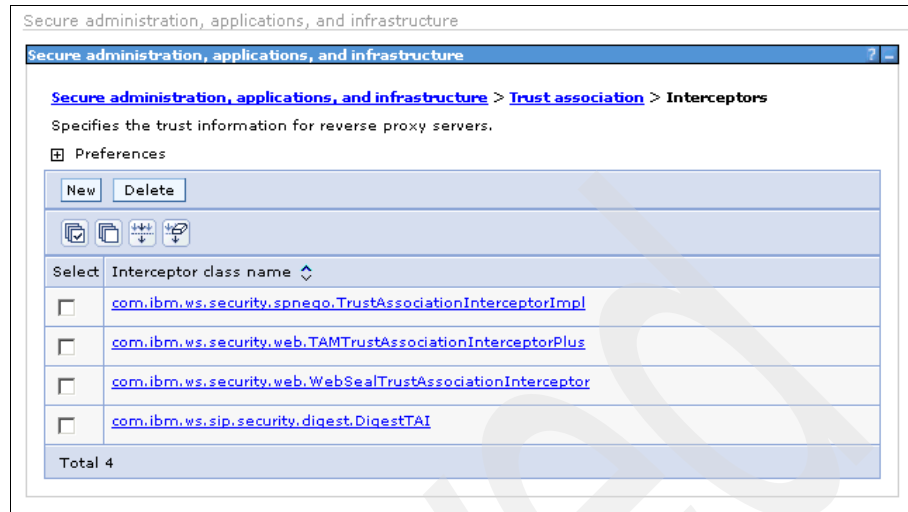 Secure administration, applications, and infrastructure
Secure administration, applications, and infrastructure ? –
Secure administration, applications, and infrastructure > Trust association > Interceptors
Specifies the trust information for reverse proxy servers.
+ Preferences
New Delete
Select Interceptor class name
com.ibm.ws.security.spnego.TrustAssociationInterceptorImpl
com.ibm.ws.security.web.TAMTrustAssociationInterceptorPlus
com.ibm.ws.security.web.WebSealTrustAssociationInterceptor
com.ibm.ws.sip.security.digest.DigestTAI
Total 4